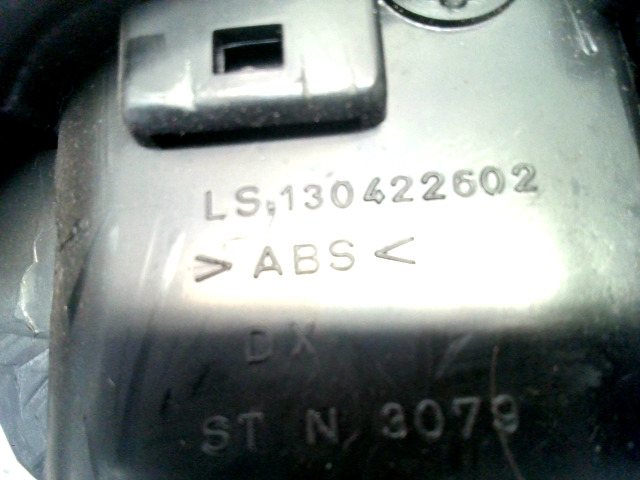 LS.130422602
>ABS<
DX
ST N 3079